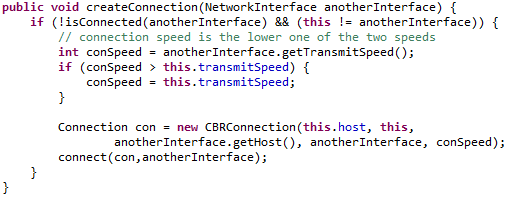 public void createConnection(NetworkInterface anotherInterface) {
    if (!isConnected(anotherInterface) && (this != anotherInterface)) {
        // connection speed is the lower one of the two speeds
        int conSpeed = anotherInterface.getTransmitSpeed();
        if (conSpeed > this.transmitSpeed) {
            conSpeed = this.transmitSpeed;
        }

        Connection con = new CBRConnection(this.host, this,
                anotherInterface.getHost(), anotherInterface, conSpeed);
        connect(con,anotherInterface);
    }
}